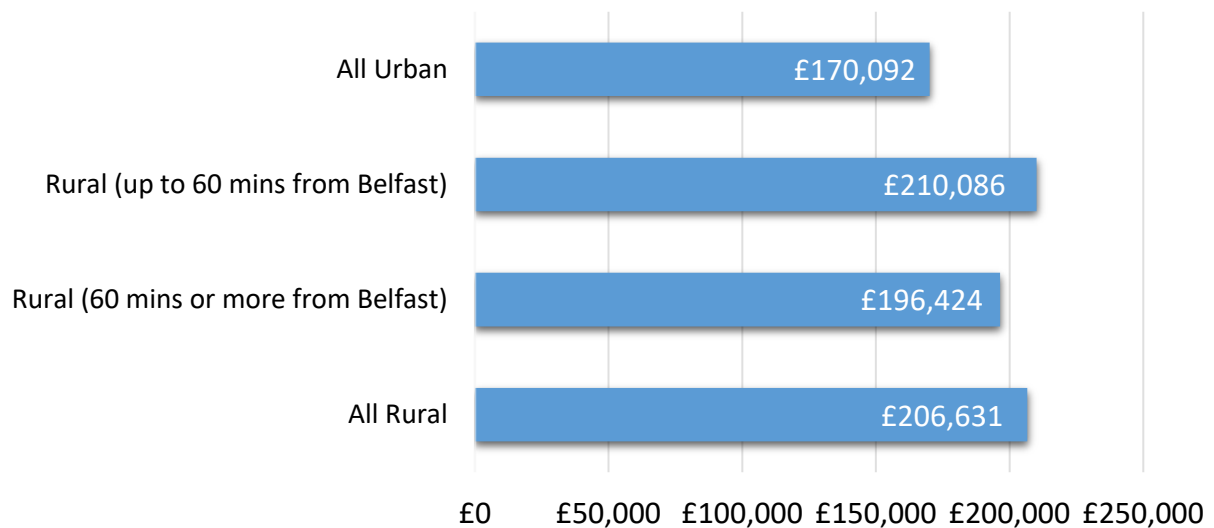 All Urban £170,092
Rural (up to 60 mins from Belfast) £210,086
Rural (60 mins or more from Belfast) £196,424
All Rural £206,631
£0 £50,000 £100,000 £150,000 £200,000 £250,000